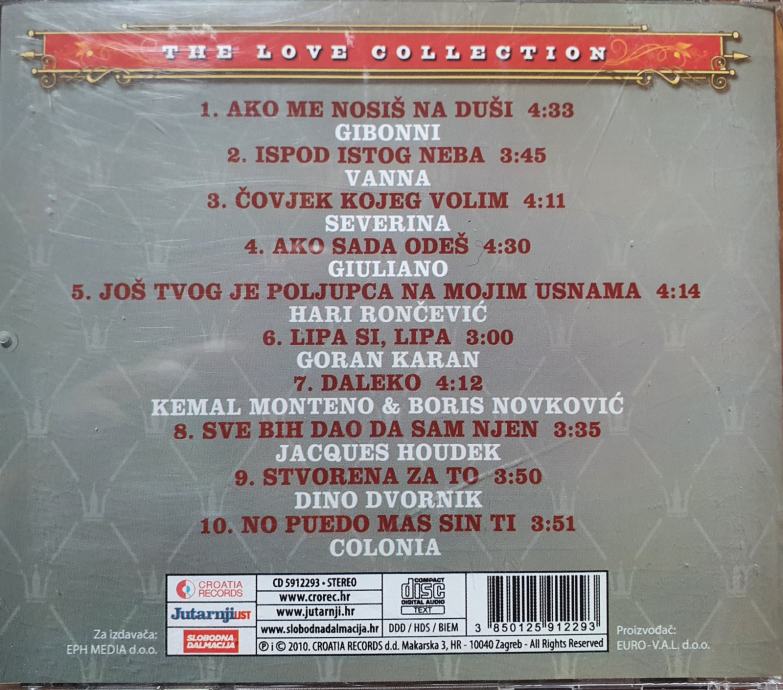 THE LOVE COLLECTION
1. AKO ME NOSIŠ NA DUŠI 4:33
GIBONNI
2. ISPOD ISTOG NEBA 3:45
VANNA
3. ČOVJEK KOJEG VOLIM 4:11
SEVERINA
4. AKO SADA ODEŠ 4:30
GIULIANO
5. JOŠ TVOG JE POLJUPCA NA MOJIM USNAMA 4:14
HARI RONČEVIĆ
6. LIPA SI, LIPA 3:00
GORAN KARAN
7. DALEKO 4:12
KEMAL MONTENO & BORIS NOVKOVIĆ
8. SVE BIH DAO DA SAM NJEN 3:35
JACQUES HOUDEK
9. STVORENA ZA TO 3:50
DINO DVORNIK
10. NO PUEDO MAS SIN TI 3:51
COLONIA
Za izdavača:
EPH MEDIA d.o.o.
CROATIA
RECORDS
Jutarnji LIST
SLOBODNA
DALMACIJA
CD 5912293 • STEREO
www.crorec.hr
www.jutarnji.hr
www.slobodnadalmacija.hr
COMPACT
disc
DIGITAL AUDIO
TEXT
DDD / HDS / BIEM
3 850125 912293
℗ i © 2010. CROATIA RECORDS d.d. Makarska 3, HR - 10040 Zagreb - All Rights Reserved
Proizvođač:
EURO-V.A.L. d.o.o.